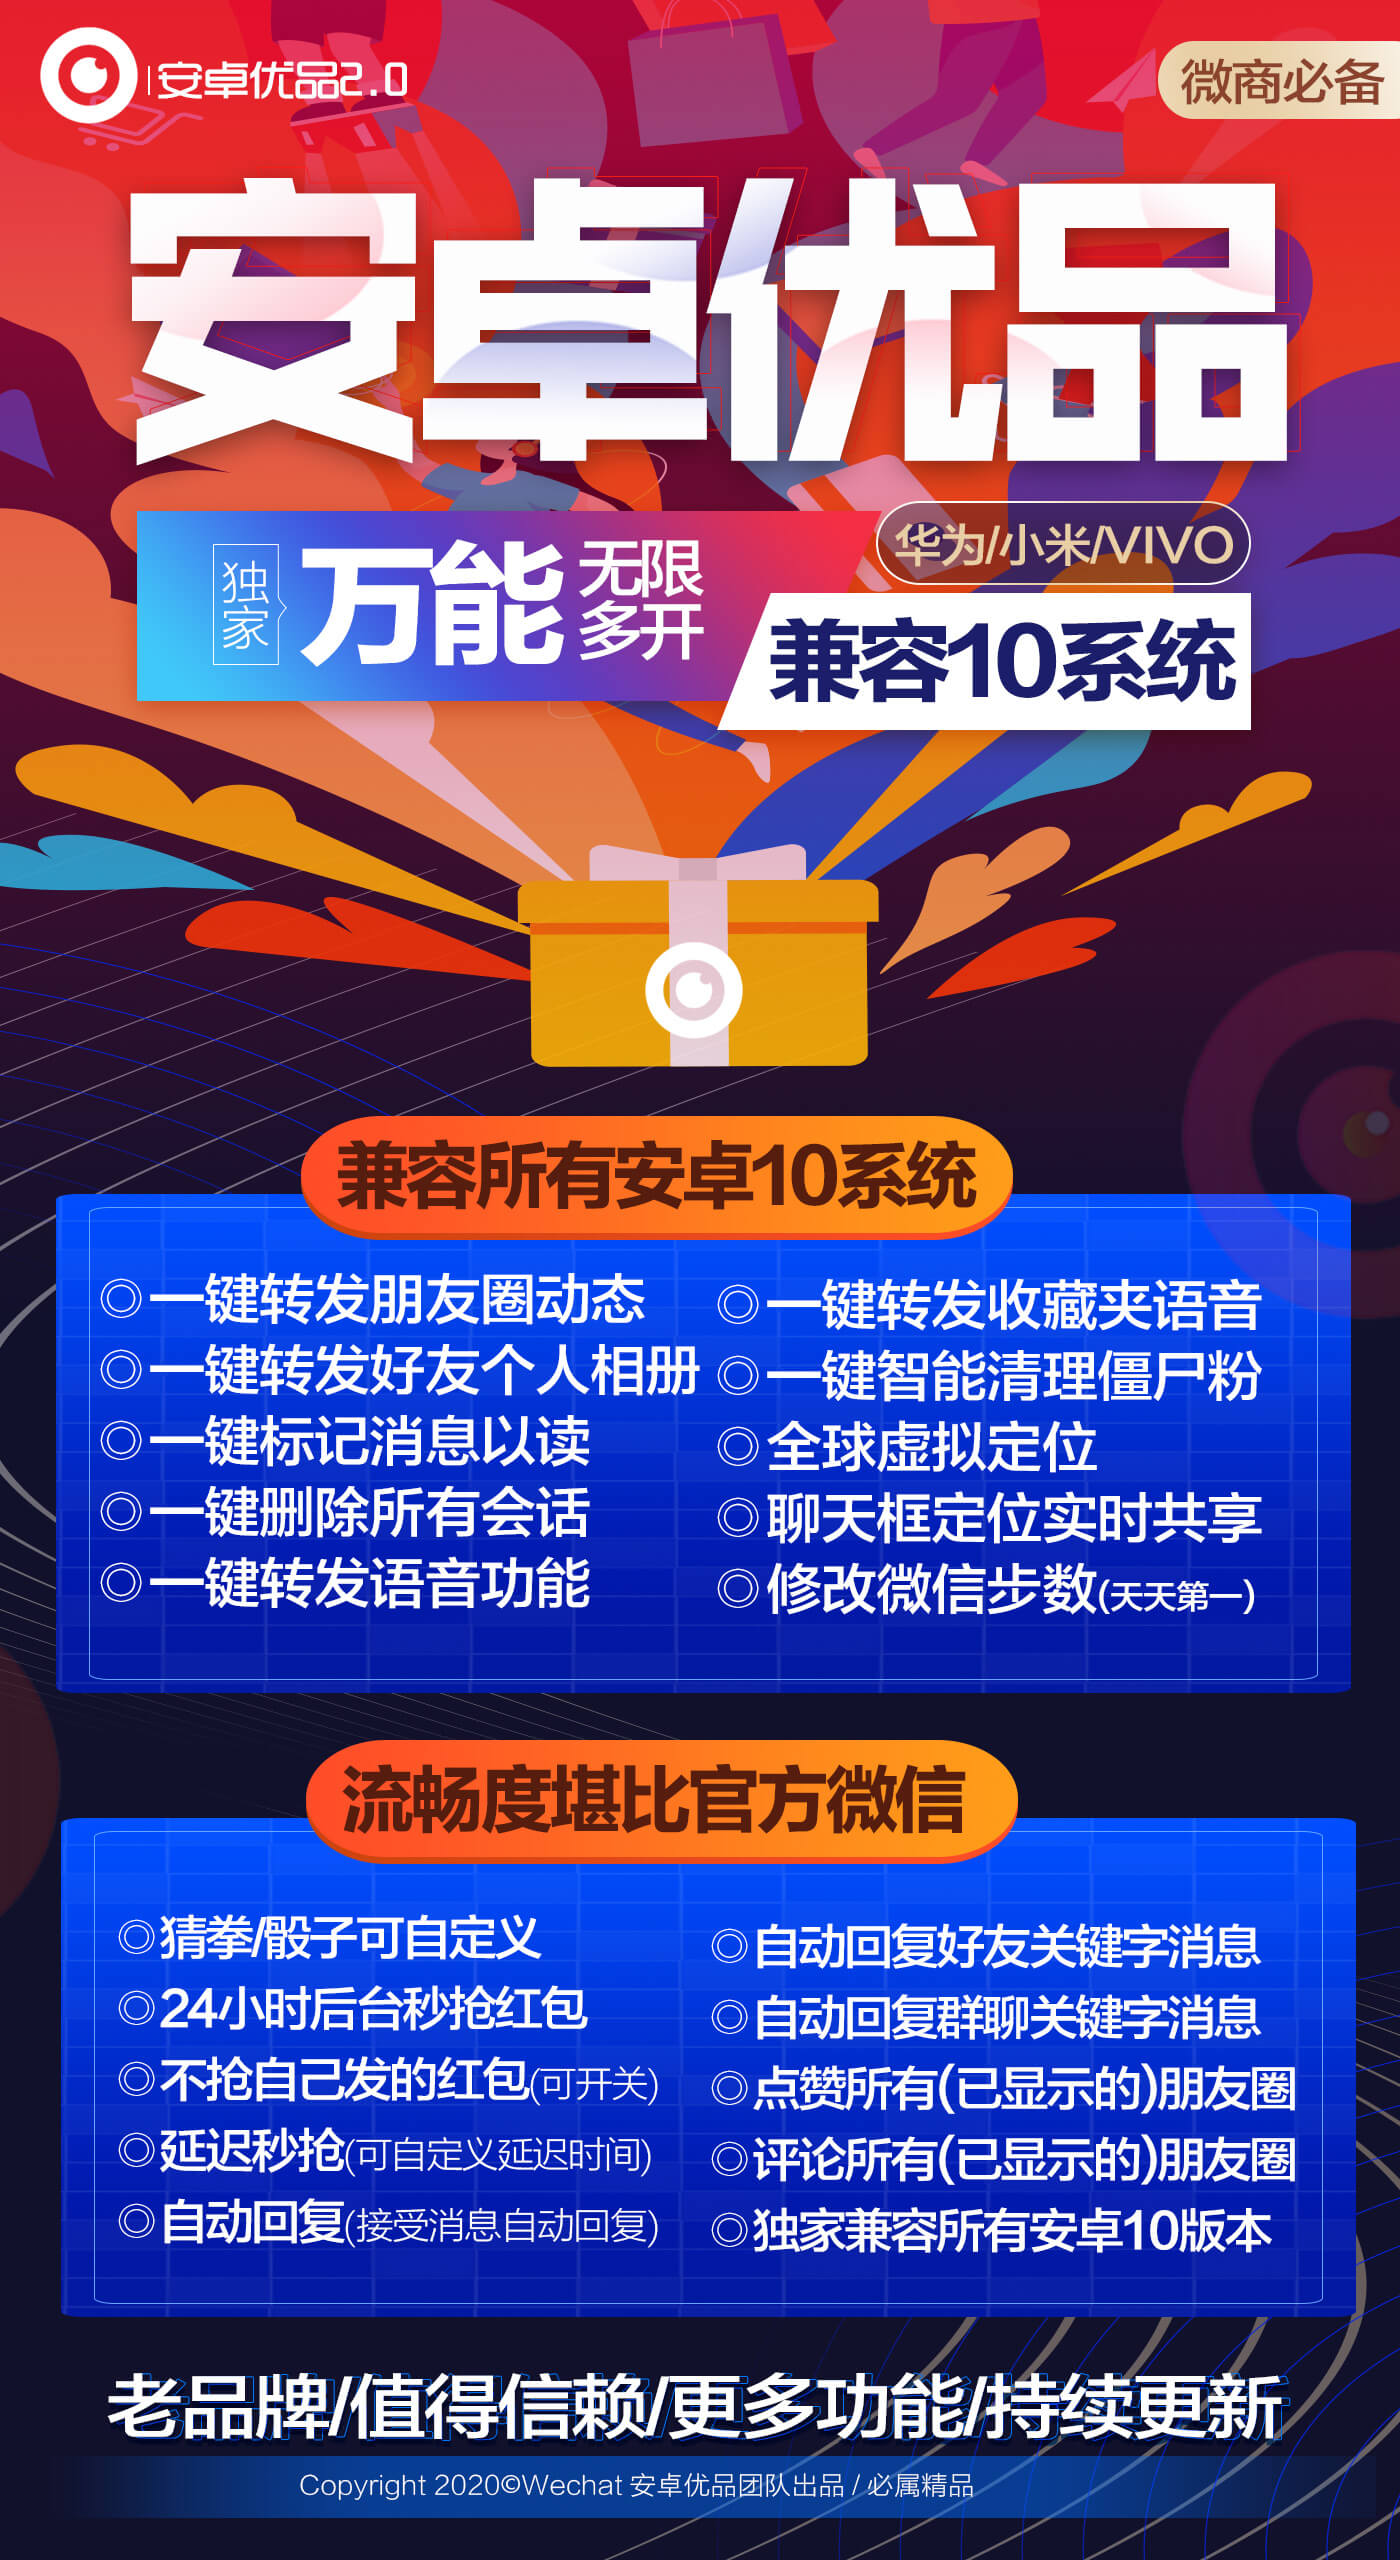 安卓优品2.0
微商必备
安卓优品
独家
万能
无限
多开
华为/小米/VIVO
兼容10系统
兼容所有安卓10系统
◎一键转发朋友圈动态
◎一键转发好友个人相册
◎一键标记消息以读
◎一键删除所有会话
◎一键转发语音功能
◎一键转发收藏夹语音
◎一键智能清理僵尸粉
◎全球虚拟定位
◎聊天框定位实时共享
◎修改微信步数(天天第一)
流畅度堪比官方微信
◎猜拳/骰子可自定义
◎24小时后台秒抢红包
◎不抢自己发的红包(可开关)
◎延迟秒抢(可自定义延迟时间)
◎自动回复(接受消息自动回复)
◎自动回复好友关键字消息
◎自动回复群聊关键字消息
◎点赞所有(已显示的)朋友圈
◎评论所有(已显示的)朋友圈
◎独家兼容所有安卓10版本
老品牌/值得信赖/更多功能/持续更新
Copyright 2020©Wechat 安卓优品团队出品 / 必属精品